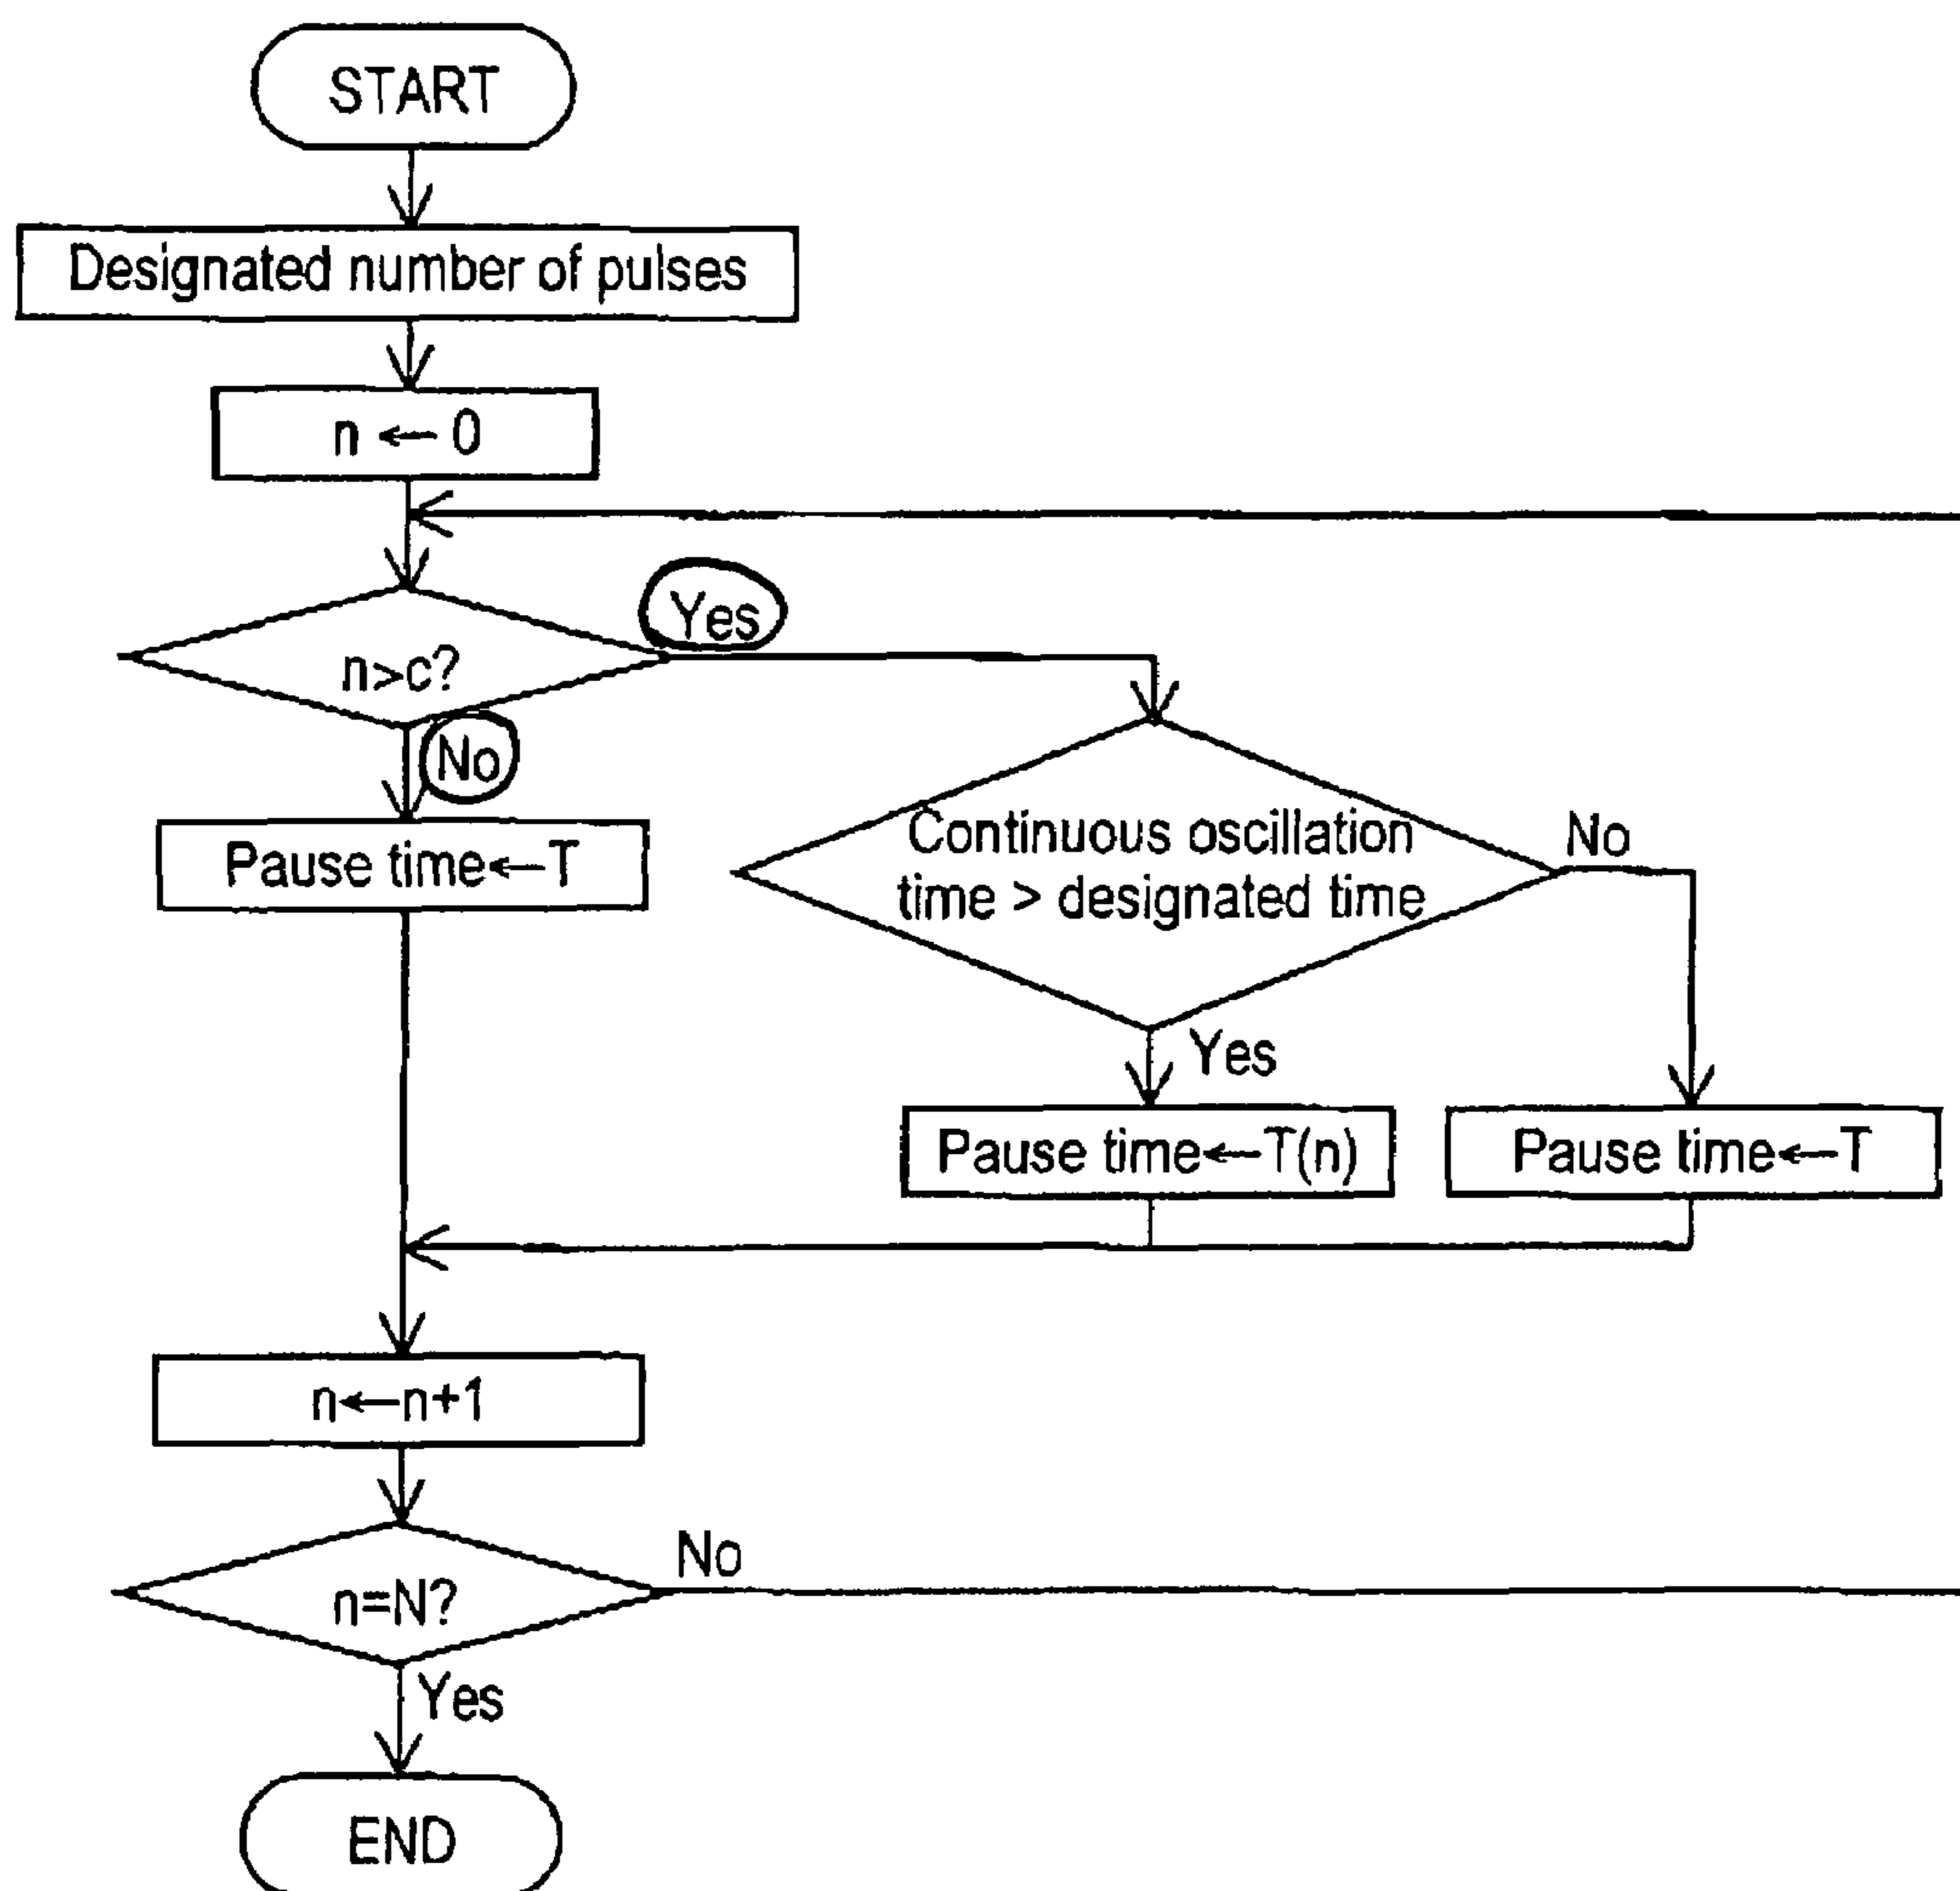 START
Designated number of pulses
n ← 0
Yes
n>c?
No
Pause time←T
Continuous oscillation
time > designated time
No
Yes
Pause time←T(n)
Pause time←T
n←n+1
No
n=N?
Yes
END